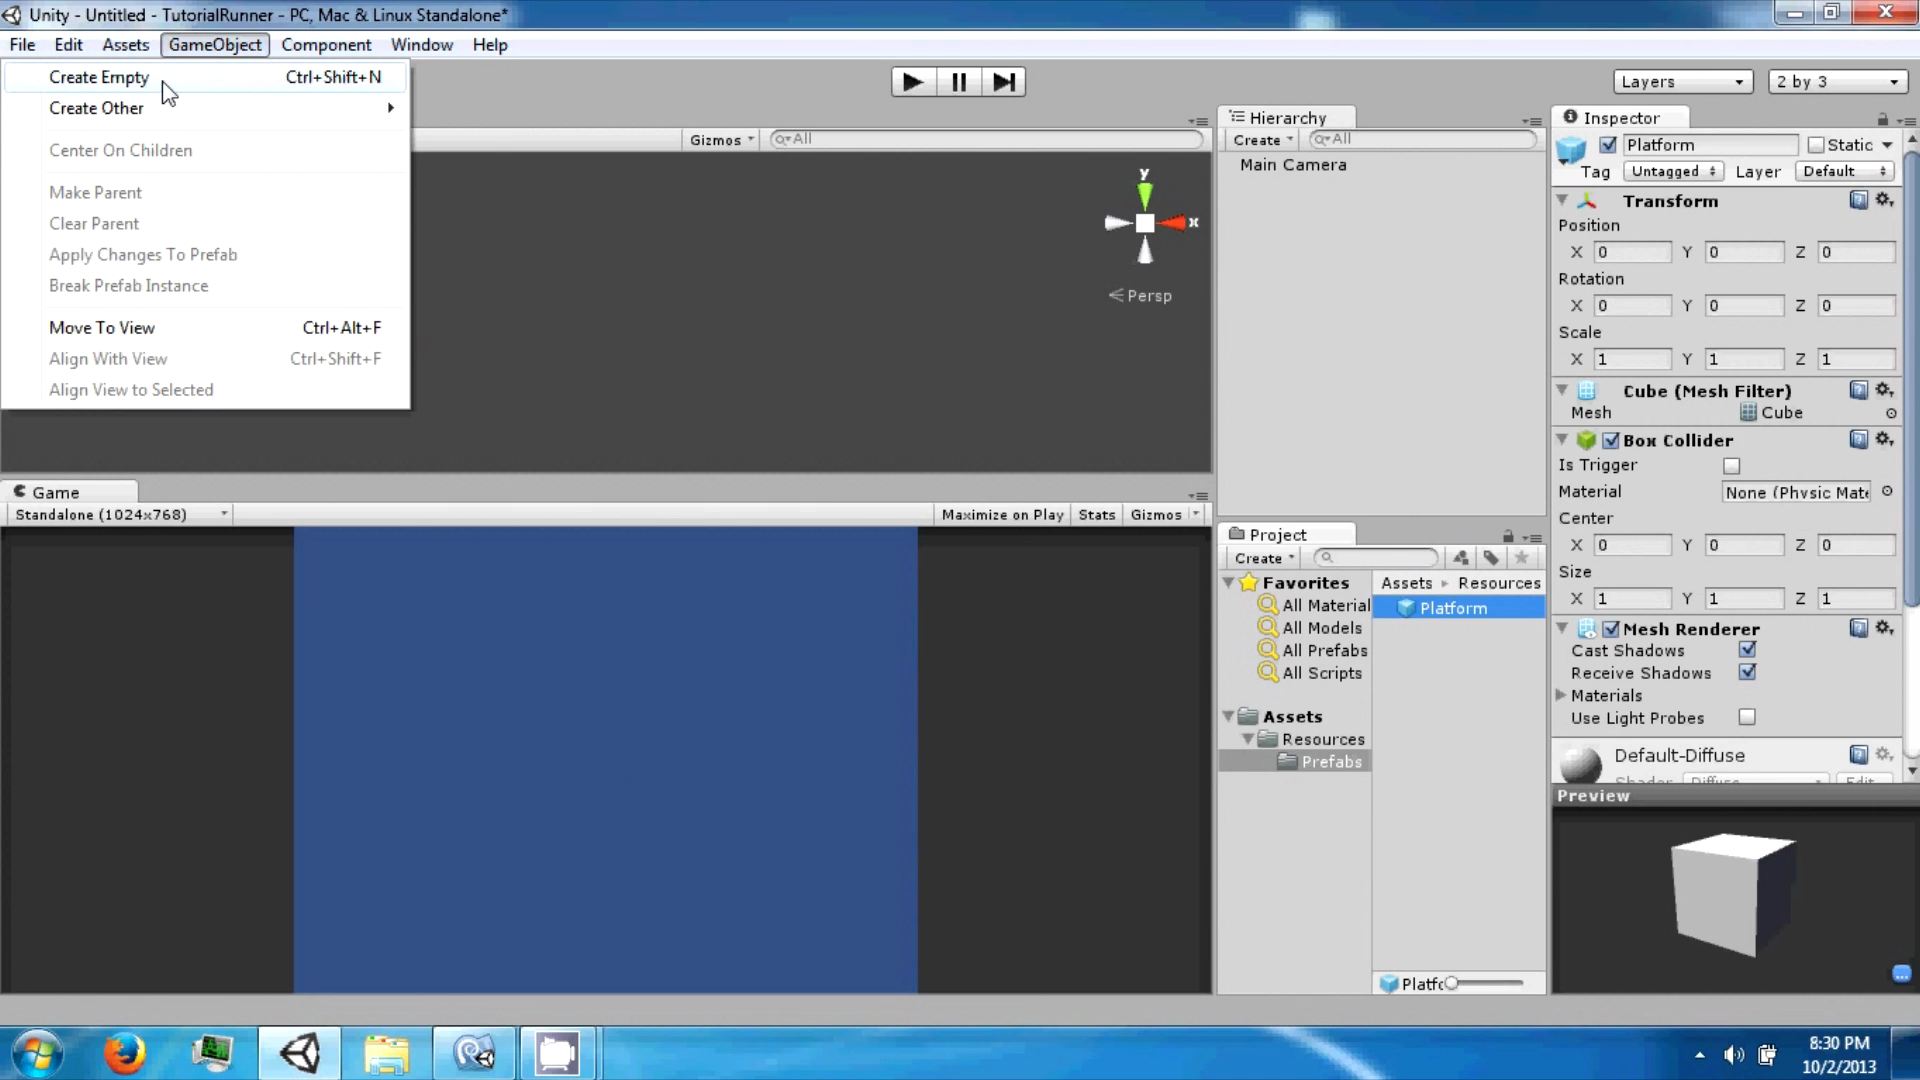 Unity - Untitled - TutorialRunner - PC, Mac & Linux Standalone*
File Edit Assets GameObject Component Window Help
Create Empty Ctrl+Shift+N
Create Other
Center On Children
Make Parent
Clear Parent
Apply Changes To Prefab
Break Prefab Instance
Move To View Ctrl+Alt+F
Align With View Ctrl+Shift+F
Align View to Selected
Layers 2 by 3
Gizmos All
y
x
Persp
Hierarchy
Create All
Main Camera
Game
Standalone (1024x768) Maximize on Play Stats Gizmos
Project
Create
Favorites
All Material
All Models
All Prefabs
All Scripts
Assets
Resources
Prefabs
Assets Resources
Platform
Platfc
Inspector
Platform Static
Tag Untagged Layer Default
Transform
Position
X 0 Y 0 Z 0
Rotation
X 0 Y 0 Z 0
Scale
X 1 Y 1 Z 1
Cube (Mesh Filter)
Mesh Cube
Box Collider
Is Trigger
Material None (Physic Mate
Center
X 0 Y 0 Z 0
Size
X 1 Y 1 Z 1
Mesh Renderer
Cast Shadows
Receive Shadows
Materials
Use Light Probes
Default-Diffuse
Shader Diffuse Edit
Preview
8:30 PM
10/2/2013